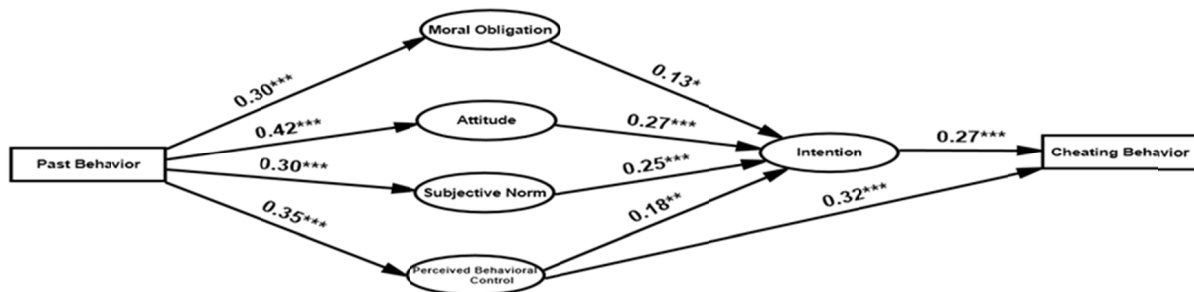 Moral Obligation
0.30***
0.13*
0.42***
Attitude
0.27***
0.27***
Past Behavior
Intention
Cheating Behavior
0.30***
0.25***
Subjective Norm
0.35***
0.18**
0.32***
Perceived Behavioral
Control